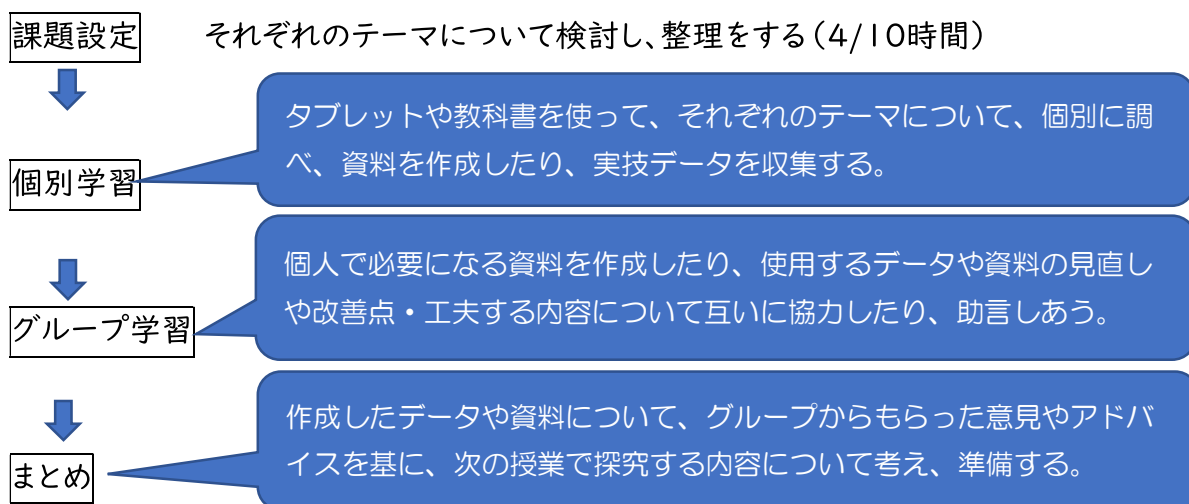 課題設定　それぞれのテーマについて検討し、整理をする（4/10時間）
タブレットや教科書を使って、それぞれのテーマについて、個別に調
べ、資料を作成したり、実技データを収集する。
個別学習
個人で必要になる資料を作成したり、使用するデータや資料の見直し
や改善点・工夫する内容について互いに協力したり、助言しあう。
グループ学習
作成したデータや資料について、グループからもらった意見やアドバ
イスを基に、次の授業で探究する内容について考え、準備する。
まとめ